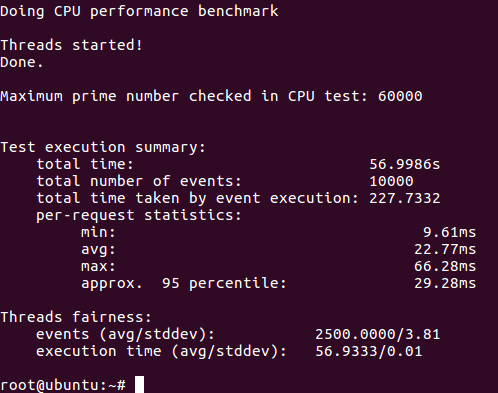 Doing CPU performance benchmark
Threads started!
Done.
Maximum prime number checked in CPU test: 60000
Test execution summary:
total time: 56.9986s
total number of events: 10000
total time taken by event execution: 227.7332
per-request statistics:
min: 9.61ms
avg: 22.77ms
max: 66.28ms
approx. 95 percentile: 29.28ms
Threads fairness:
events (avg/stddev): 2500.0000/3.81
execution time (avg/stddev): 56.9333/0.01
root@ubuntu:~#